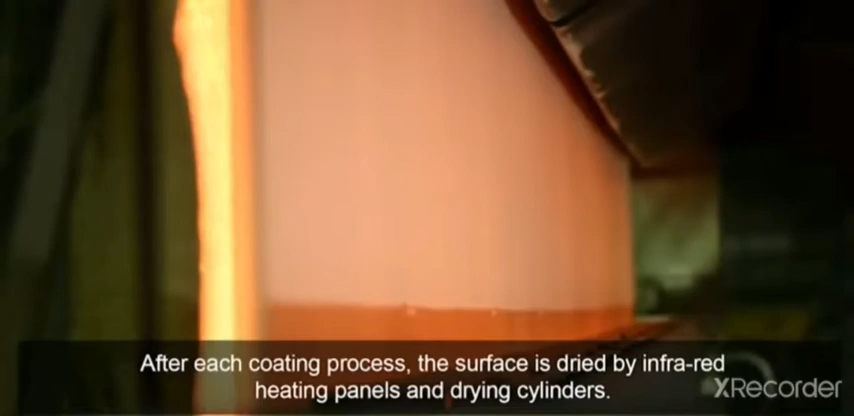 After each coating process, the surface is dried by infra-red
heating panels and drying cylinders.
XRecorder